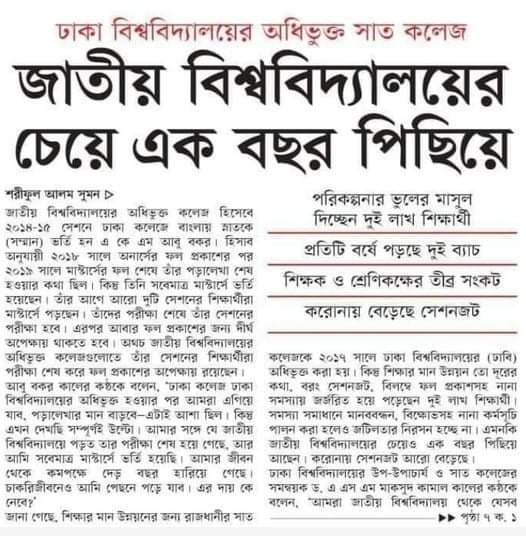 ঢাকা বিশ্ববিদ্যালয়ের অধিভুক্ত সাত কলেজ
জাতীয় বিশ্ববিদ্যালয়ের
চেয়ে এক বছর পিছিয়ে
শরীফুল আলম সুমন ▷
জাতীয় বিশ্ববিদ্যালয়ের অধিভুক্ত কলেজ হিসেবে
২০১৪-১৫ সেশনে ঢাকা কলেজে বাংলায় স্নাতকে
(সম্মান) ভর্তি হন এ কে এম আবু বকর। হিসাব
অনুযায়ী ২০১৮ সালে অনার্সের ফল প্রকাশের পর
২০১৯ সালে মাস্টার্সের ফল শেষে তাঁর পড়ালেখা শেষ
হওয়ার কথা ছিল। কিন্তু তিনি সবেমাত্র মাস্টার্সে ভর্তি
হয়েছেন। তাঁর আগে আরো দুটি সেশনের শিক্ষার্থীরা
মাস্টার্সে পড়ছেন। তাঁদের পরীক্ষা শেষে তাঁর সেশনের
পরীক্ষা হবে। এরপর আবার ফল প্রকাশের জন্য দীর্ঘ
অপেক্ষায় থাকতে হবে। অথচ জাতীয় বিশ্ববিদ্যালয়ের
অধিভুক্ত কলেজগুলোতে তাঁর সেশনের শিক্ষার্থীরা
পরীক্ষা শেষ করে ফল প্রকাশের অপেক্ষায় রয়েছেন।
আবু বকর কালের কণ্ঠকে বলেন, ‘ঢাকা কলেজ ঢাকা
বিশ্ববিদ্যালয়ের অধিভুক্ত হওয়ার পর আমরা এগিয়ে
যাব, পড়ালেখার মান বাড়বে—এটাই আশা ছিল। কিন্তু
এখন দেখছি সম্পূর্ণই উল্টো। আমার সঙ্গে যে জাতীয়
বিশ্ববিদ্যালয়ে পড়ত তার পরীক্ষা শেষ হয়ে গেছে, আর
আমি সবেমাত্র মাস্টার্সে ভর্তি হয়েছি। আমার জীবন
থেকে কমপক্ষে দেড় বছর হারিয়ে গেছে।
চাকরিজীবনেও আমি পেছনে পড়ে যাব। এর দায় কে
নেবে?’
জানা গেছে, শিক্ষার মান উন্নয়নের জন্য রাজধানীর সাত
পরিকল্পনার ভুলের মাসুল
দিচ্ছেন দুই লাখ শিক্ষার্থী
প্রতিটি বর্ষে পড়ছে দুই ব্যাচ
শিক্ষক ও শ্রেণিকক্ষের তীব্র সংকট
করোনায় বেড়েছে সেশনজট
কলেজকে ২০১৭ সালে ঢাকা বিশ্ববিদ্যালয়ের (ঢাবি)
অধিভুক্ত করা হয়। কিন্তু শিক্ষার মান উন্নয়ন তো দূরের
কথা, বরং সেশনজট, বিলম্বে ফল প্রকাশসহ নানা
সমস্যায় জর্জরিত হয়ে পড়েছেন দুই লাখ শিক্ষার্থী।
সমস্যা সমাধানে মানববন্ধন, বিক্ষোভসহ নানা কর্মসূচি
পালন করা হলেও জটিলতার নিরসন হচ্ছে না। এমনকি
জাতীয় বিশ্ববিদ্যালয়ের চেয়েও এক বছর পিছিয়ে
আছেন। করোনায় সেশনজট আরো বেড়েছে।
ঢাকা বিশ্ববিদ্যালয়ের উপ-উপাচার্য ও সাত কলেজের
সমন্বয়ক ড. এ এস এম মাকসুদ কামাল কালের কণ্ঠকে
বলেন, ‘আমরা জাতীয় বিশ্ববিদ্যালয় থেকে যেসব
▶▶ পৃষ্ঠা ৭ ক. ১